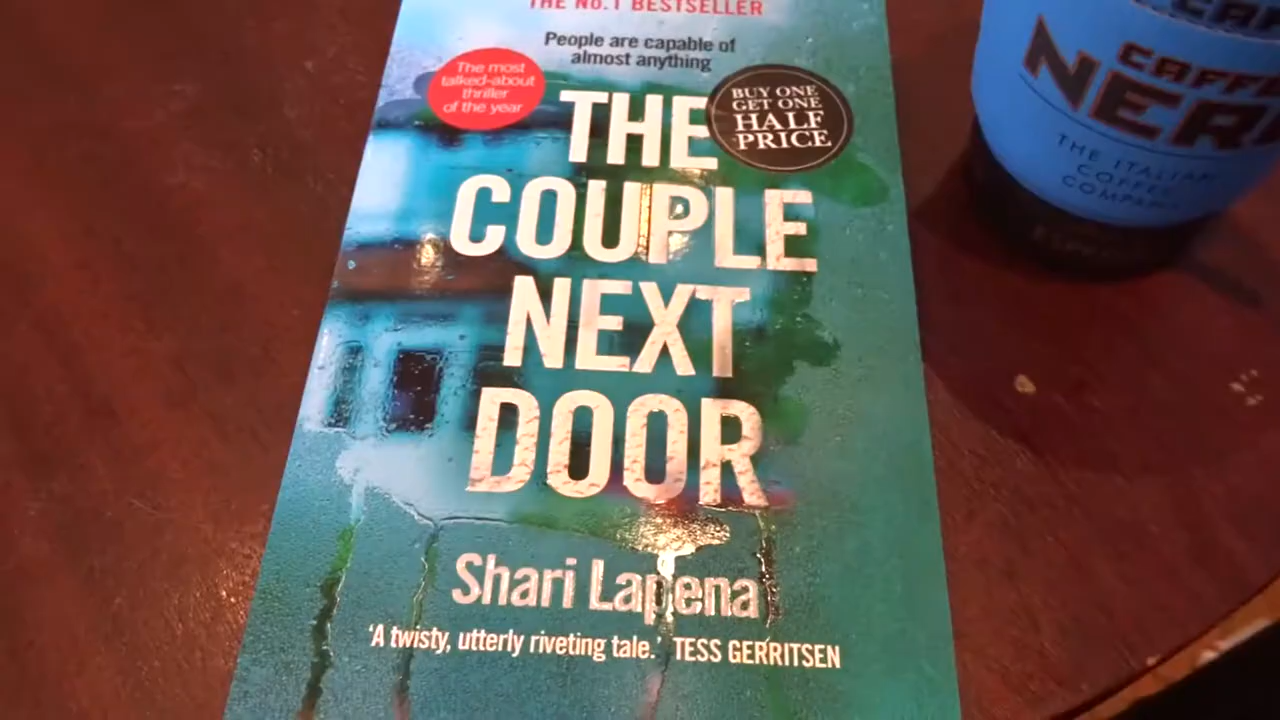 THE No.1 BESTSELLER
People are capable of
almost anything
The most
talked-about
thriller
of the year
BUY ONE
GET ONE
HALF
PRICE
THE
COUPLE
NEXT
DOOR
Shari Lapena
'A twisty, utterly riveting tale.' TESS GERRITSEN
CAFFÈ
NER
THE ITALIAN
COFFEE
COMPANY